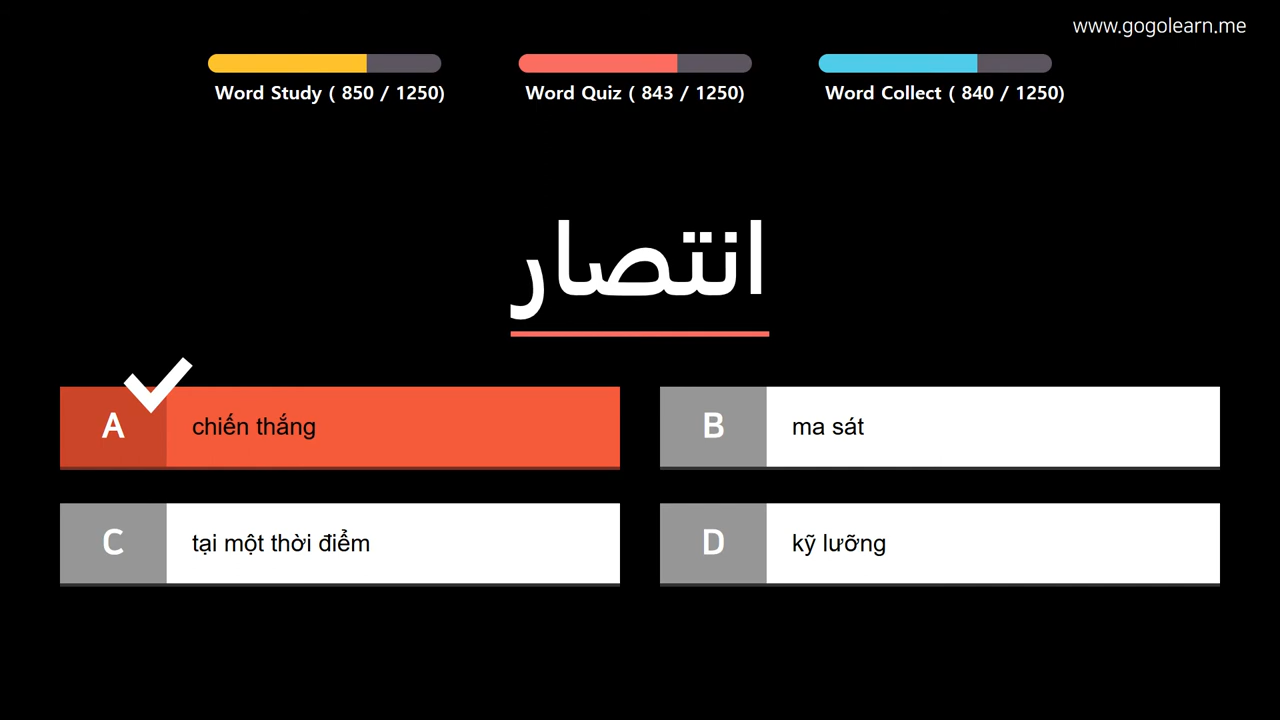 www.gogolearn.me
Word Study ( 850 / 1250)
Word Quiz ( 843 / 1250)
Word Collect ( 840 / 1250)
انتصار
A
chiến thắng
B
ma sát
C
tại một thời điểm
D
kỹ lưỡng